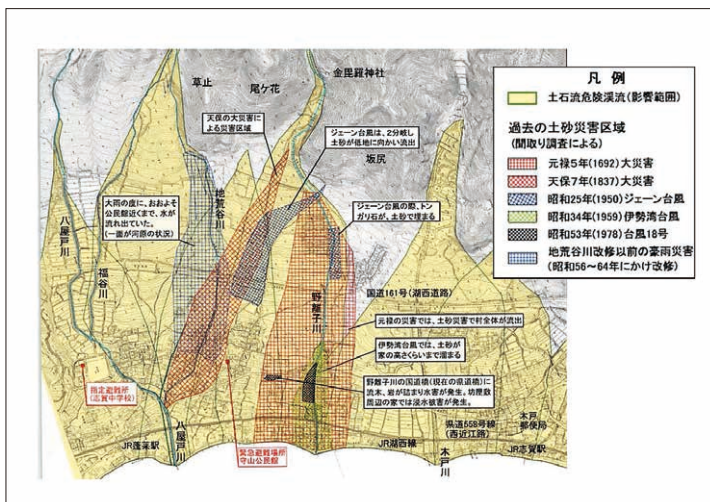 金毘羅神社
草止
尾ケ花
天保の大災害に
よる災害区域
ジェーン台風は、2分岐し
土砂が低地に向かい流出
坂尻
大雨の度に、おおよそ
公民館近くまで、水が
流れ出ていた。
(一面が河原の状況)
地荒谷川
ジェーン台風の際、トン
ガリ石が、土砂で埋まる
八屋戸川
福谷川
野離子川
国道161号(湖西道路)
元禄の災害では、土砂災害で村全体が流出
伊勢湾台風では、土砂が
家の高さくらいまで溜まる
野離子川の国道橋(現在の県道橋)に
流木、岩が詰まり水害が発生。坊屋敷
周辺の家では浸水被害が発生。
指定避難所
(志賀中学校)
八屋戸川
緊急避難場所
守山公民館
JR蓬莱駅
JR湖西線
県道558号線
(西近江路)
木戸
郵便局
木戸川
JR志賀駅
凡 例
土石流危険渓流(影響範囲)
過去の土砂災害区域
(聞取り調査による)
元禄5年(1692)大災害
天保7年(1837)大災害
昭和25年(1950)ジェーン台風
昭和34年(1959)伊勢湾台風
昭和53年(1978)台風18号
地荒谷川改修以前の豪雨災害
(昭和56~64年にかけ改修)